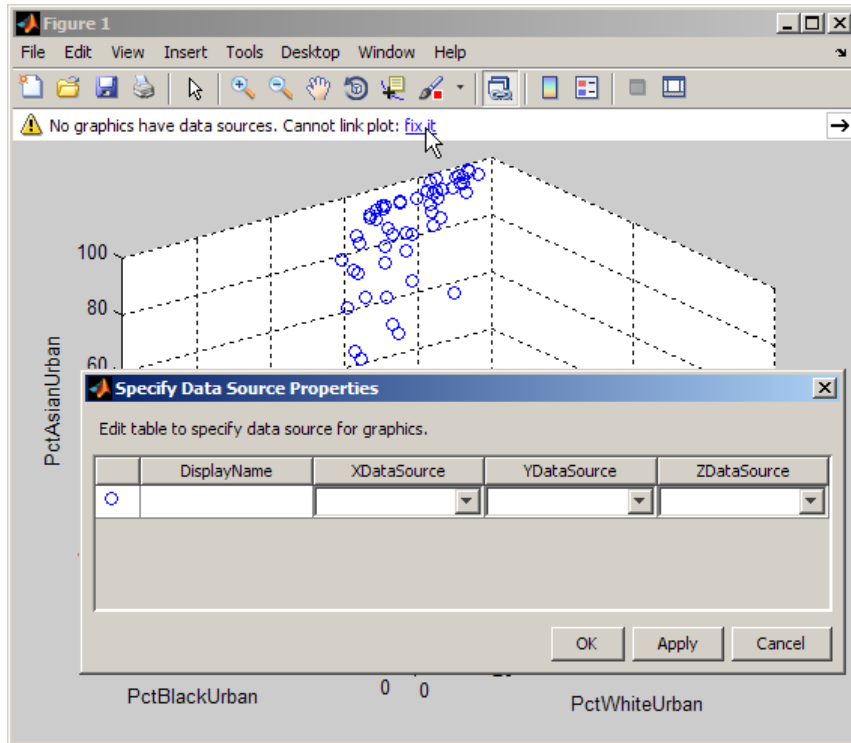 Figure 1
File Edit View Insert Tools Desktop Window Help
No graphics have data sources. Cannot link plot: fix it
100
80
60
PctAsianUrban
Specify Data Source Properties
Edit table to specify data source for graphics.
DisplayName XDataSource YDataSource ZDataSource
OK Apply Cancel
0 0
PctBlackUrban
PctWhiteUrban